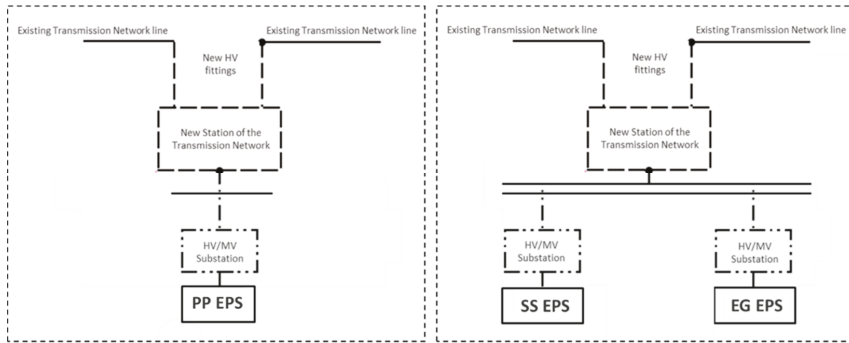 Existing Transmission Network line
Existing Transmission Network line
New HV
fittings
New Station of the
Transmission Network
HV/MV
Substation
PP EPS
Existing Transmission Network line
Existing Transmission Network line
New HV
fittings
New Station of the
Transmission Network
HV/MV
Substation
HV/MV
Substation
SS EPS
EG EPS